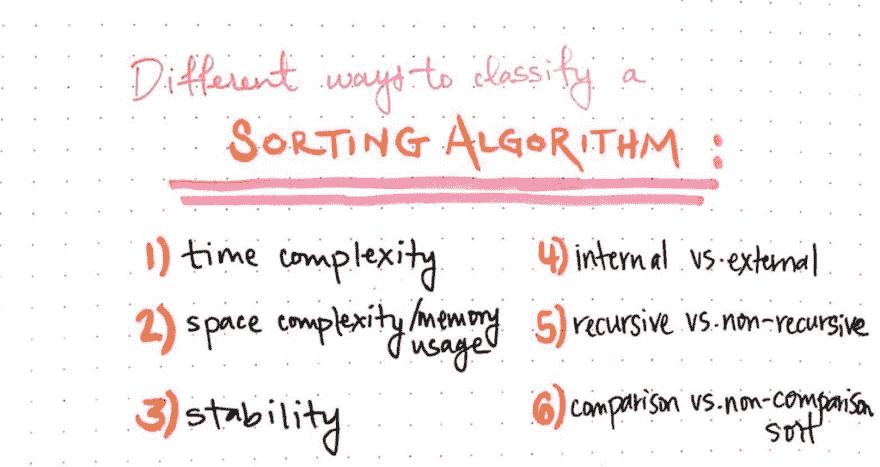 Different ways to classify a
SORTING ALGORITHM :
1) time complexity
2) space complexity/memory
usage
3) stability
4) internal vs. external
5) recursive vs. non-recursive
6) comparison vs. non-comparison
sort